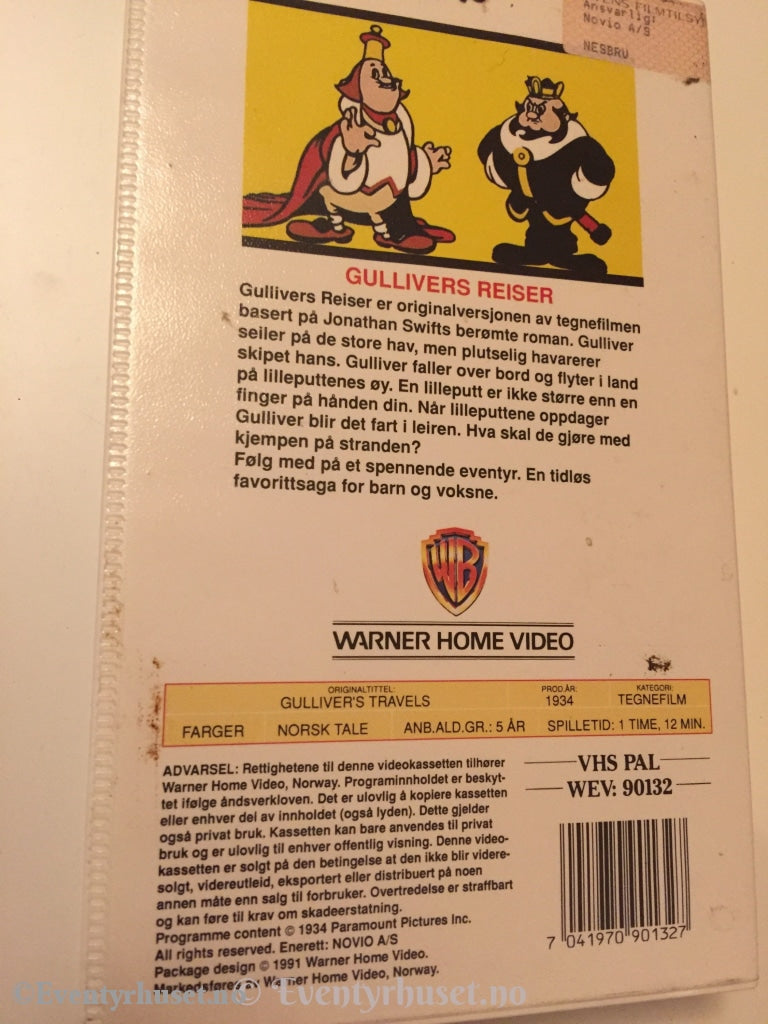 ENS FILMTILSY
Ansvarlig:
Novio A/S
NESBRU
GULLIVERS REISER
Gullivers Reiser er originalversjonen av tegnefilmen
basert på Jonathan Swifts berømte roman. Gulliver
seiler på de store hav, men plutselig havarerer
skipet hans. Gulliver faller over bord og flyter i land
på lilleputtenes øy. En lilleputt er ikke større enn en
finger på hånden din. Når lilleputtene oppdager
Gulliver blir det fart i leiren. Hva skal de gjøre med
kjempen på stranden?
Følg med på et spennende eventyr. En tidløs
favorittsaga for barn og voksne.
WB
WARNER HOME VIDEO
ORIGINALTITTEL: PROD.ÅR: KATEGORI:
GULLIVER'S TRAVELS 1934 TEGNEFILM
FARGER NORSK TALE ANB.ALD.GR.: 5 ÅR SPILLETID: 1 TIME, 12 MIN.
ADVARSEL: Rettighetene til denne videokassetten tilhører
Warner Home Video, Norway. Programinnholdet er beskyt-
tet ifølge åndsverkloven. Det er ulovlig å kopiere kassetten
eller enhver del av innholdet (også lyden). Dette gjelder
også privat bruk. Kassetten kan bare anvendes til privat
bruk og er ulovlig til enhver offentlig visning. Denne video-
kassetten er solgt på den betingelse at den ikke blir videre-
solgt, videreutleid, eksportert eller distribuert på noen
annen måte enn salg til forbruker. Overtredelse er straffbart
og kan føre til krav om skadeerstatning.
Programme content © 1934 Paramount Pictures Inc.
All rights reserved. Enerett: NOVIO A/S
Package design © 1991 Warner Home Video.
Markedsføres av Warner Home Video, Norway.
VHS PAL
WEV: 90132
7 041970 901327
©Eventyrhuset.no © Eventyrhuset.no